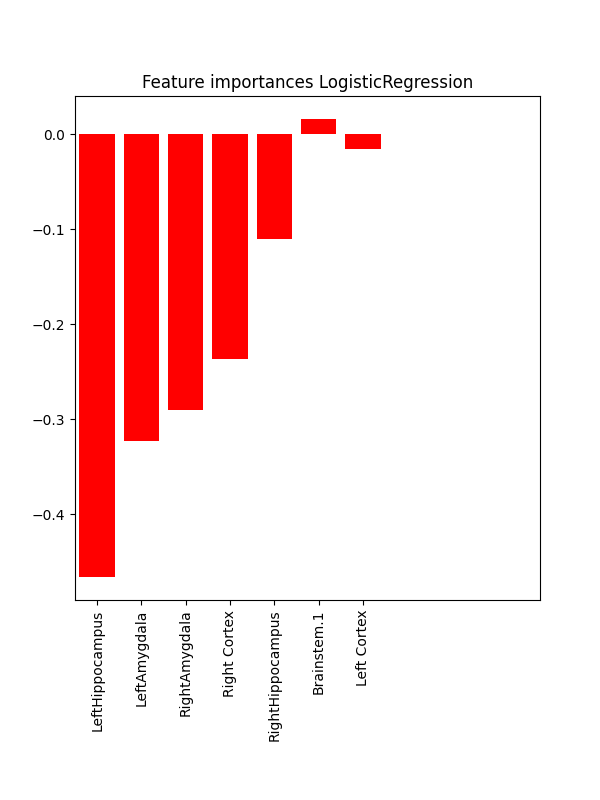 Feature importances LogisticRegression
0.0
−0.1
−0.2
−0.3
−0.4
LeftHippocampus
LeftAmygdala
RightAmygdala
Right Cortex
RightHippocampus
Brainstem.1
Left Cortex